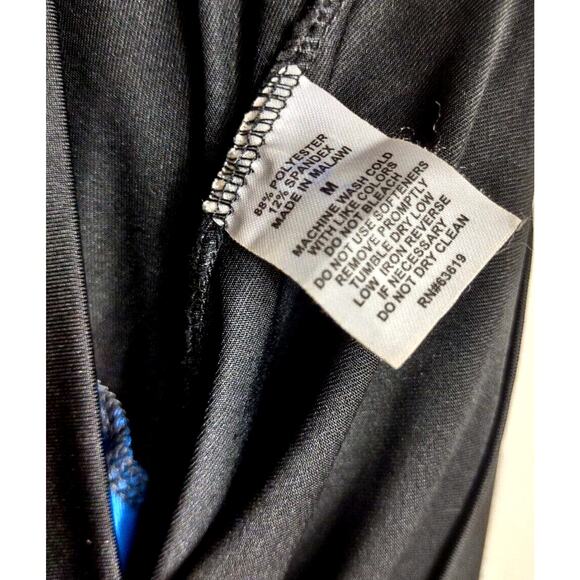 88% POLYESTER
12% SPANDEX
MADE IN MALAWI
M
MACHINE WASH COLD
WITH LIKE COLORS
DO NOT BLEACH
DO NOT USE SOFTENERS
REMOVE PROMPTLY
TUMBLE DRY LOW
LOW IRON REVERSE
IF NECESSARY
DO NOT DRY CLEAN
RN#63619